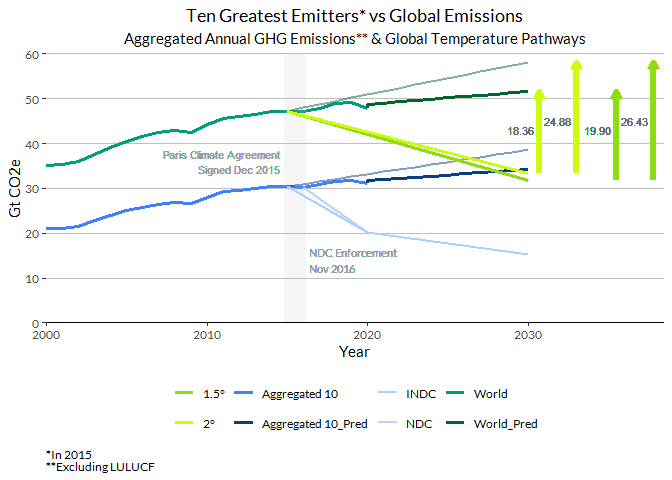 Ten Greatest Emitters* vs Global Emissions
Aggregated Annual GHG Emissions** & Global Temperature Pathways
Gt CO2e
60
50
40
30
20
10
0
Paris Climate Agreement
Signed Dec 2015
NDC Enforcement
Nov 2016
18.36
24.88
19.90
26.43
2000
2010
2020
2030
Year
1.5°
Aggregated 10
INDC
World
2°
Aggregated 10_Pred
NDC
World_Pred
*In 2015
**Excluding LULUCF